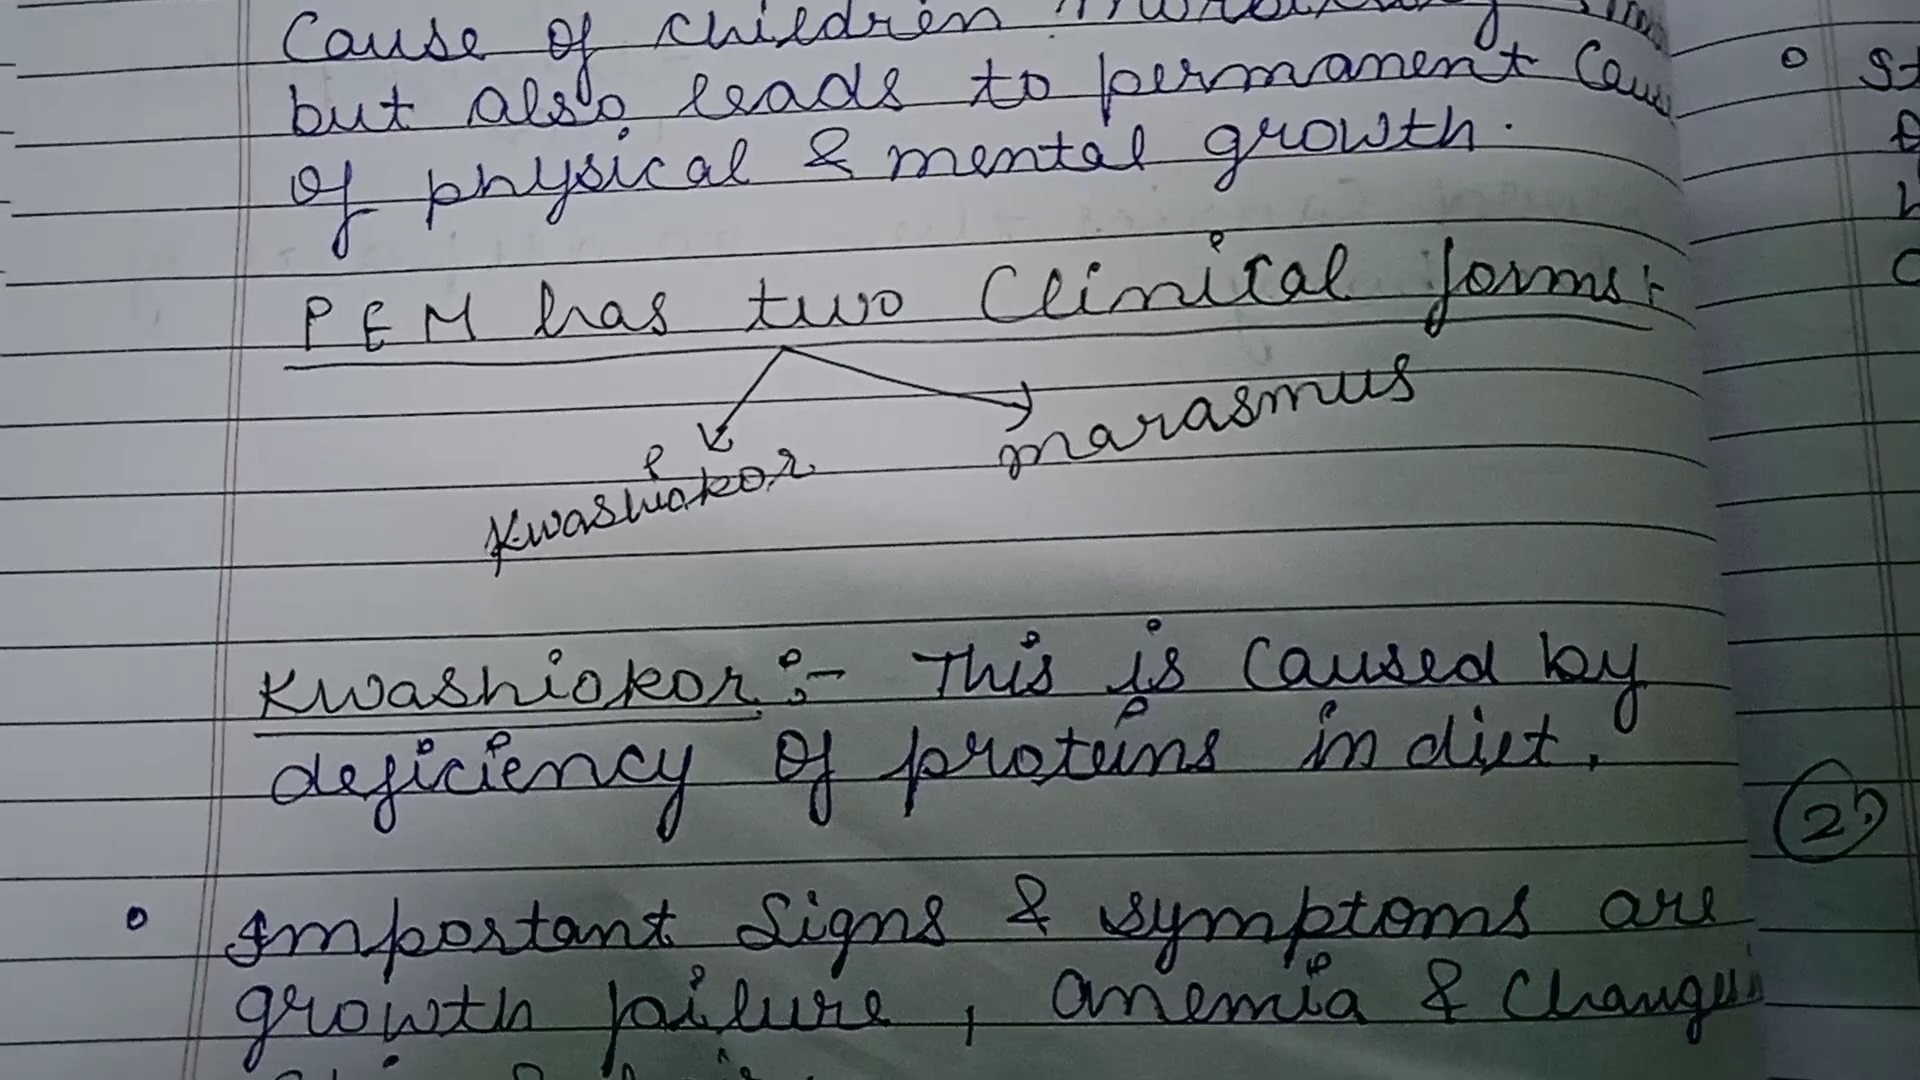 Cause of children
but also leads to permanent
of physical & mental growth.
PEM has two Clinical forms:-
Kwashiokor marasmus
Kwashiokor :- This is caused by
deficiency of proteins in diet.
• Important signs & symptoms are
growth failure, anemia & changes
2)